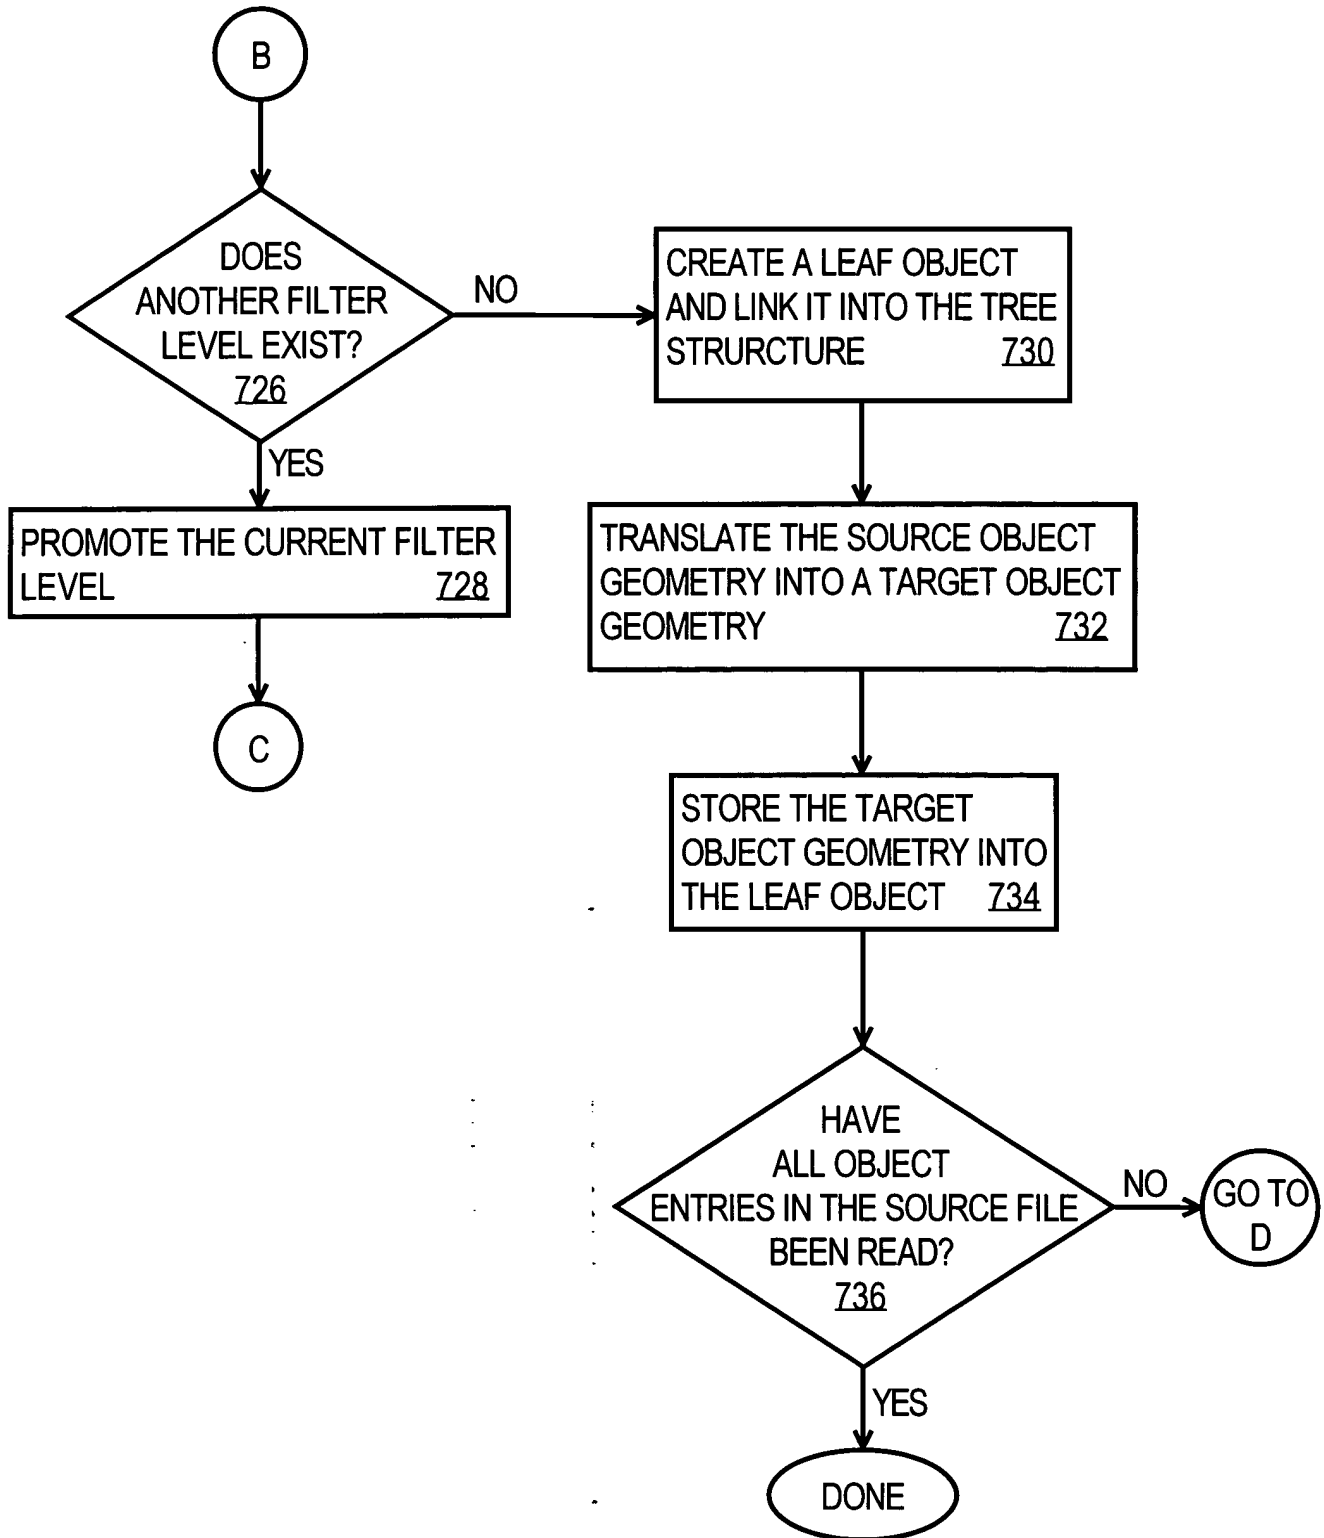 B
DOES
ANOTHER FILTER
LEVEL EXIST?
726
NO
YES
CREATE A LEAF OBJECT
AND LINK IT INTO THE TREE
STRURCTURE 730
PROMOTE THE CURRENT FILTER
LEVEL 728
C
TRANSLATE THE SOURCE OBJECT
GEOMETRY INTO A TARGET OBJECT
GEOMETRY 732
STORE THE TARGET
OBJECT GEOMETRY INTO
THE LEAF OBJECT 734
HAVE
ALL OBJECT
ENTRIES IN THE SOURCE FILE
BEEN READ?
736
NO
GO TO
D
YES
DONE